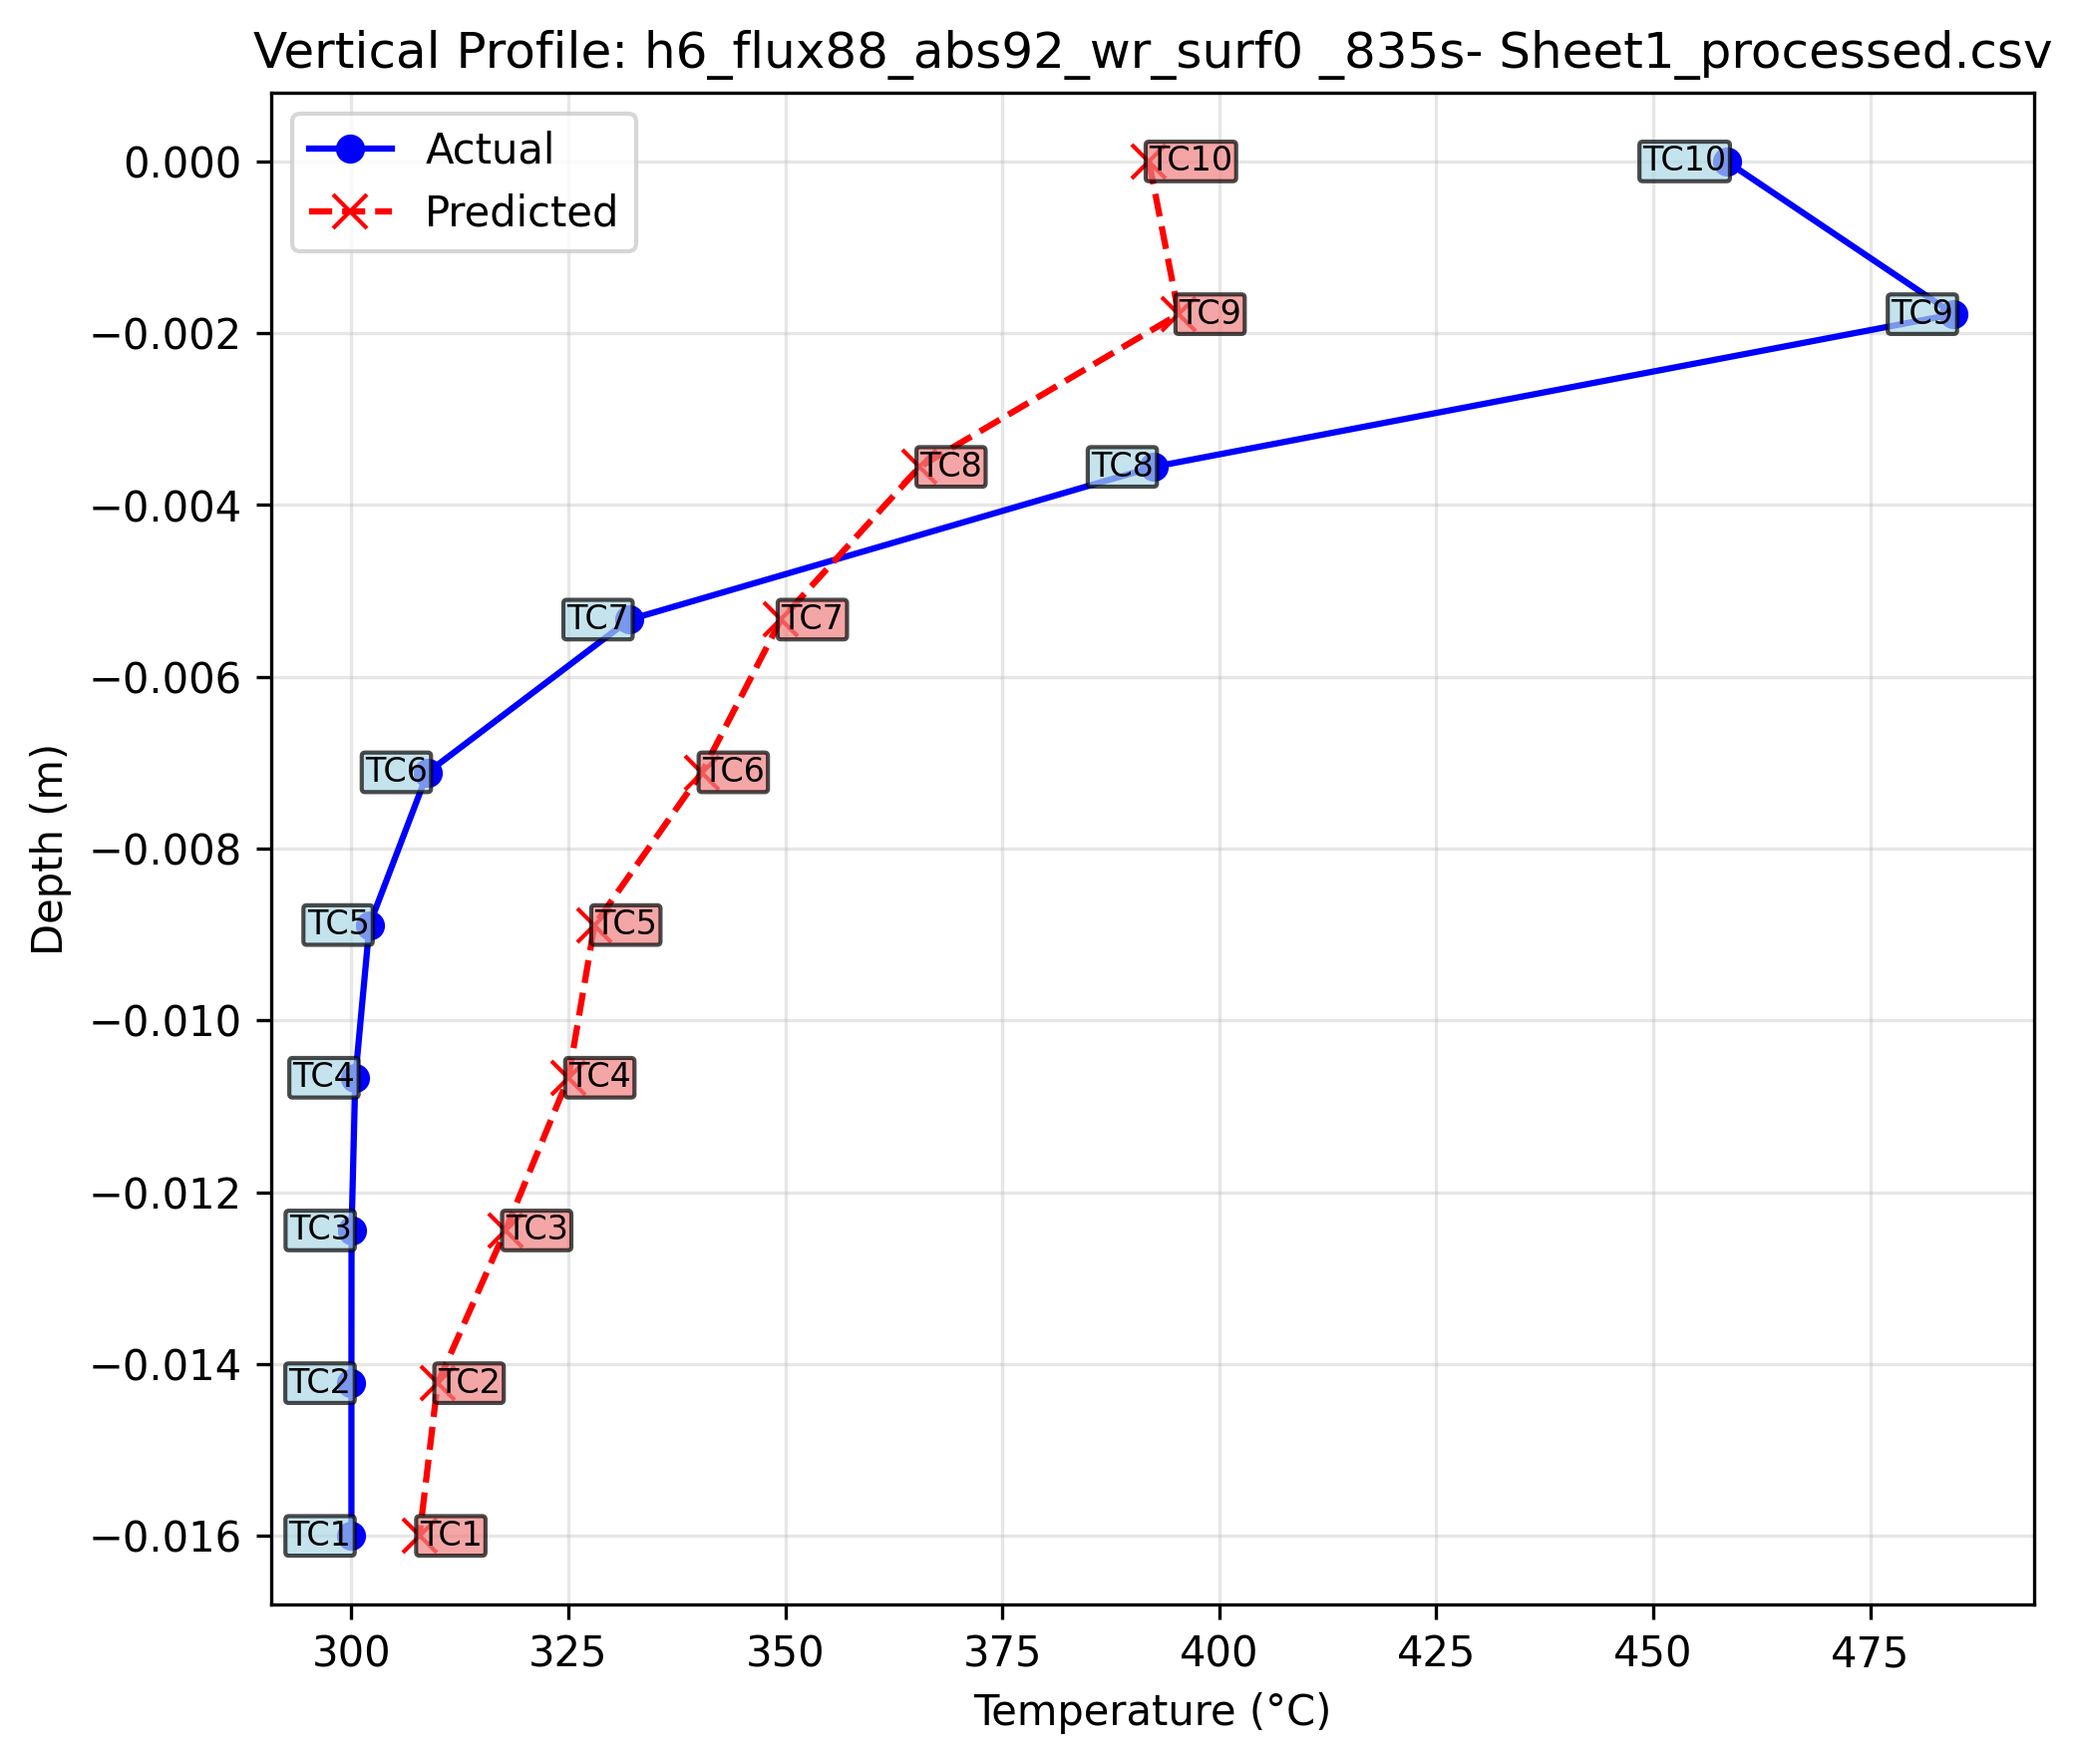 Vertical Profile: h6_flux88_abs92_wr_surf0 _835s- Sheet1_processed.csv
Actual
Predicted
0.000
−0.002
−0.004
−0.006
−0.008
−0.010
−0.012
−0.014
−0.016
Depth (m)
TC10
TC10
TC9
TC9
TC8
TC8
TC7
TC7
TC6
TC6
TC5
TC5
TC4
TC4
TC3
TC3
TC2
TC2
TC1
TC1
300
325
350
375
400
425
450
475
Temperature (°C)